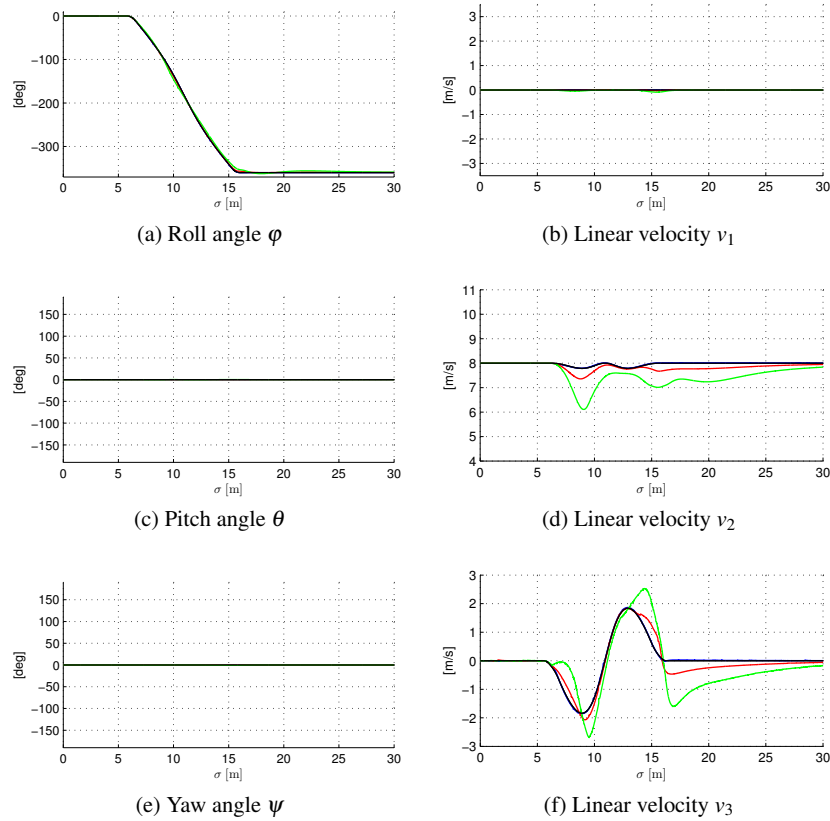 0
−100
−200
−300
[deg]
0 5 10 15 20 25 30
σ [m]
(a) Roll angle φ
3
2
1
0
−1
−2
−3
[m/s]
0 5 10 15 20 25 30
σ [m]
(b) Linear velocity v₁
150
100
50
0
−50
−100
−150
[deg]
0 5 10 15 20 25 30
σ [m]
(c) Pitch angle θ
11
10
9
8
7
6
5
4
[m/s]
0 5 10 15 20 25 30
σ [m]
(d) Linear velocity v₂
150
100
50
0
−50
−100
−150
[deg]
0 5 10 15 20 25 30
σ [m]
(e) Yaw angle ψ
3
2
1
0
−1
−2
−3
[m/s]
0 5 10 15 20 25 30
σ [m]
(f) Linear velocity v₃